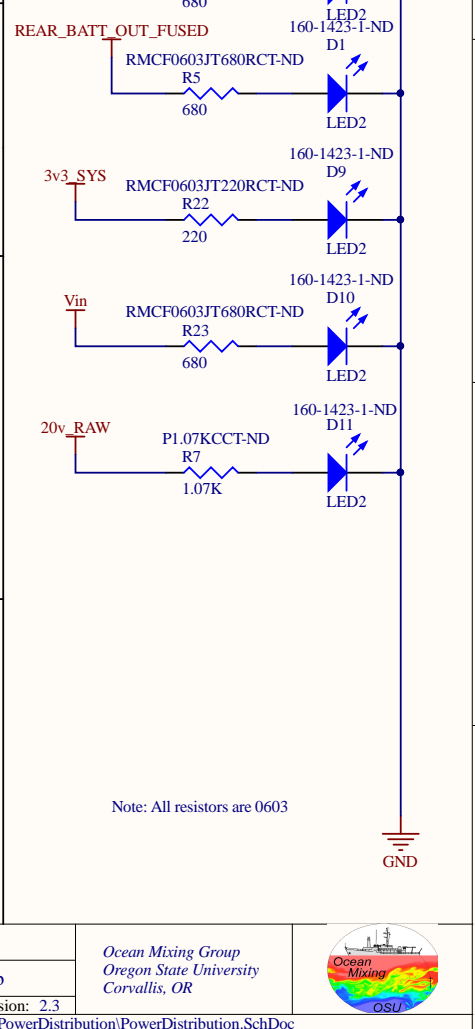 680
LED2
REAR_BATT_OUT_FUSED
160-1423-1-ND
D1
RMCF0603JT680RCT-ND
R5
680
LED2
160-1423-1-ND
3v3_SYS
D9
RMCF0603JT220RCT-ND
R22
220
LED2
160-1423-1-ND
Vin
D10
RMCF0603JT680RCT-ND
R23
680
LED2
160-1423-1-ND
20v_RAW
D11
P1.07KCCT-ND
R7
1.07K
LED2
Note: All resistors are 0603
GND
Ocean Mixing Group
Oregon State University
Corvallis, OR
sion: 2.3
Ocean
Mixing
OSU
PowerDistribution\PowerDistribution.SchDoc